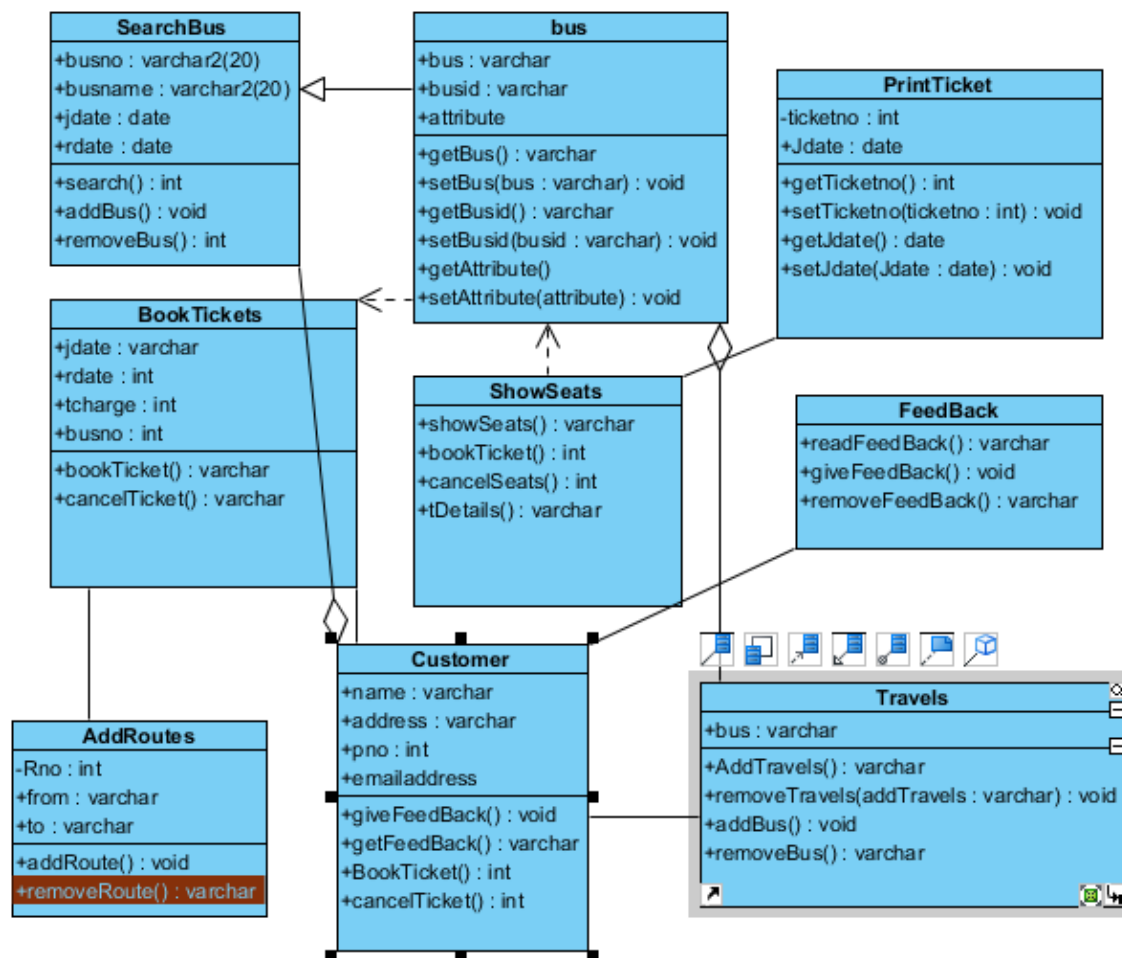 SearchBus
+busno : varchar2(20)
+busname : varchar2(20)
+jdate : date
+rdate : date
+search() : int
+addBus() : void
+removeBus() : int
bus
+bus : varchar
+busid : varchar
+attribute
+getBus() : varchar
+setBus(bus : varchar) : void
+getBusid() : varchar
+setBusid(busid : varchar) : void
+getAttribute()
+setAttribute(attribute) : void
PrintTicket
-ticketno : int
+Jdate : date
+getTicketno() : int
+setTicketno(ticketno : int) : void
+getJdate() : date
+setJdate(Jdate : date) : void
BookTickets
+jdate : varchar
+rdate : int
+tcharge : int
+busno : int
+bookTicket() : varchar
+cancelTicket() : varchar
ShowSeats
+showSeats() : varchar
+bookTicket() : int
+cancelSeats() : int
+tDetails() : varchar
FeedBack
+readFeedBack() : varchar
+giveFeedBack() : void
+removeFeedBack() : varchar
AddRoutes
-Rno : int
+from : varchar
+to : varchar
+addRoute() : void
+removeRoute() : varchar
Customer
+name : varchar
+address : varchar
+pno : int
+emailaddress
+giveFeedBack() : void
+getFeedBack() : varchar
+BookTicket() : int
+cancelTicket() : int
Travels
+bus : varchar
+AddTravels() : varchar
+removeTravels(addTravels : varchar) : void
+addBus() : void
+removeBus() : varchar